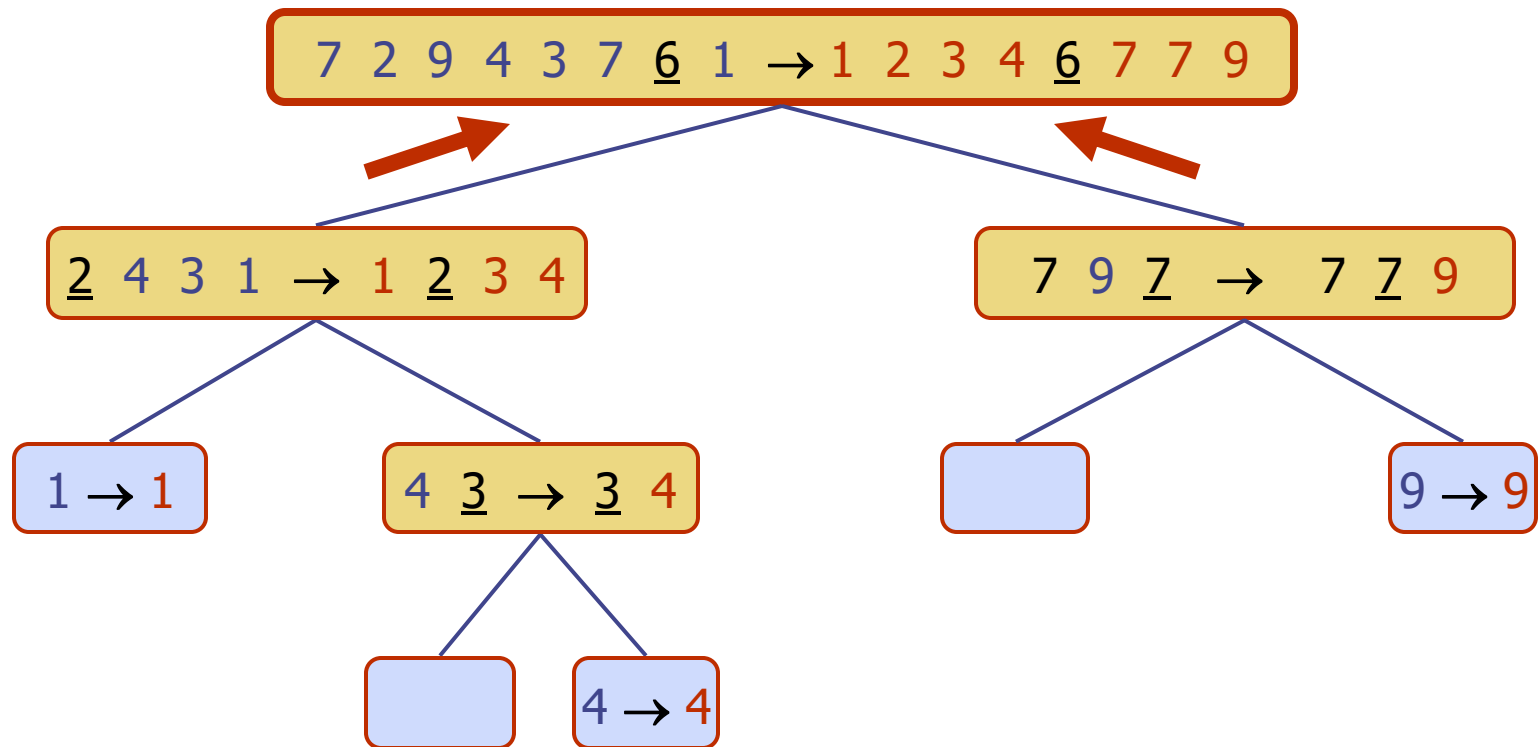 7 2 9 4 3 7 6 1 → 1 2 3 4 6 7 7 9
2 4 3 1 → 1 2 3 4
7 9 7 → 7 7 9
1 → 1
4 3 → 3 4
9 → 9
4 → 4